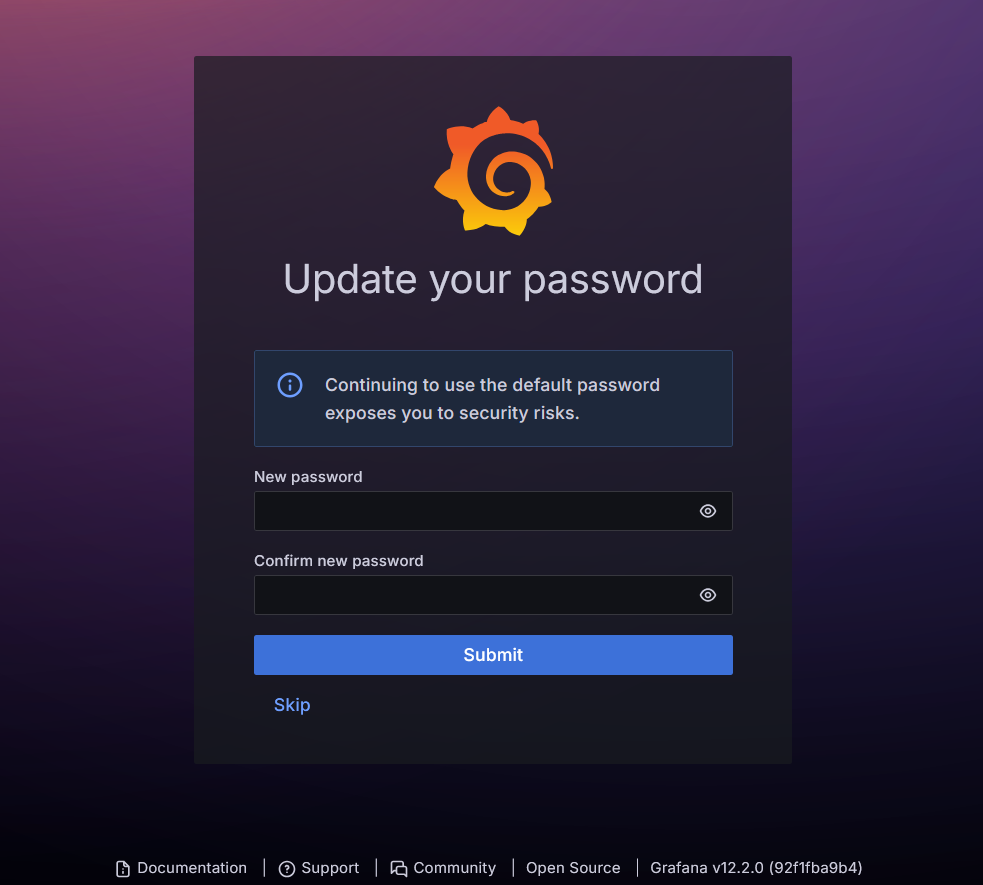 Update your password
Continuing to use the default password
exposes you to security risks.
New password
Confirm new password
Submit
Skip
Documentation | Support | Community | Open Source | Grafana v12.2.0 (92f1fba9b4)